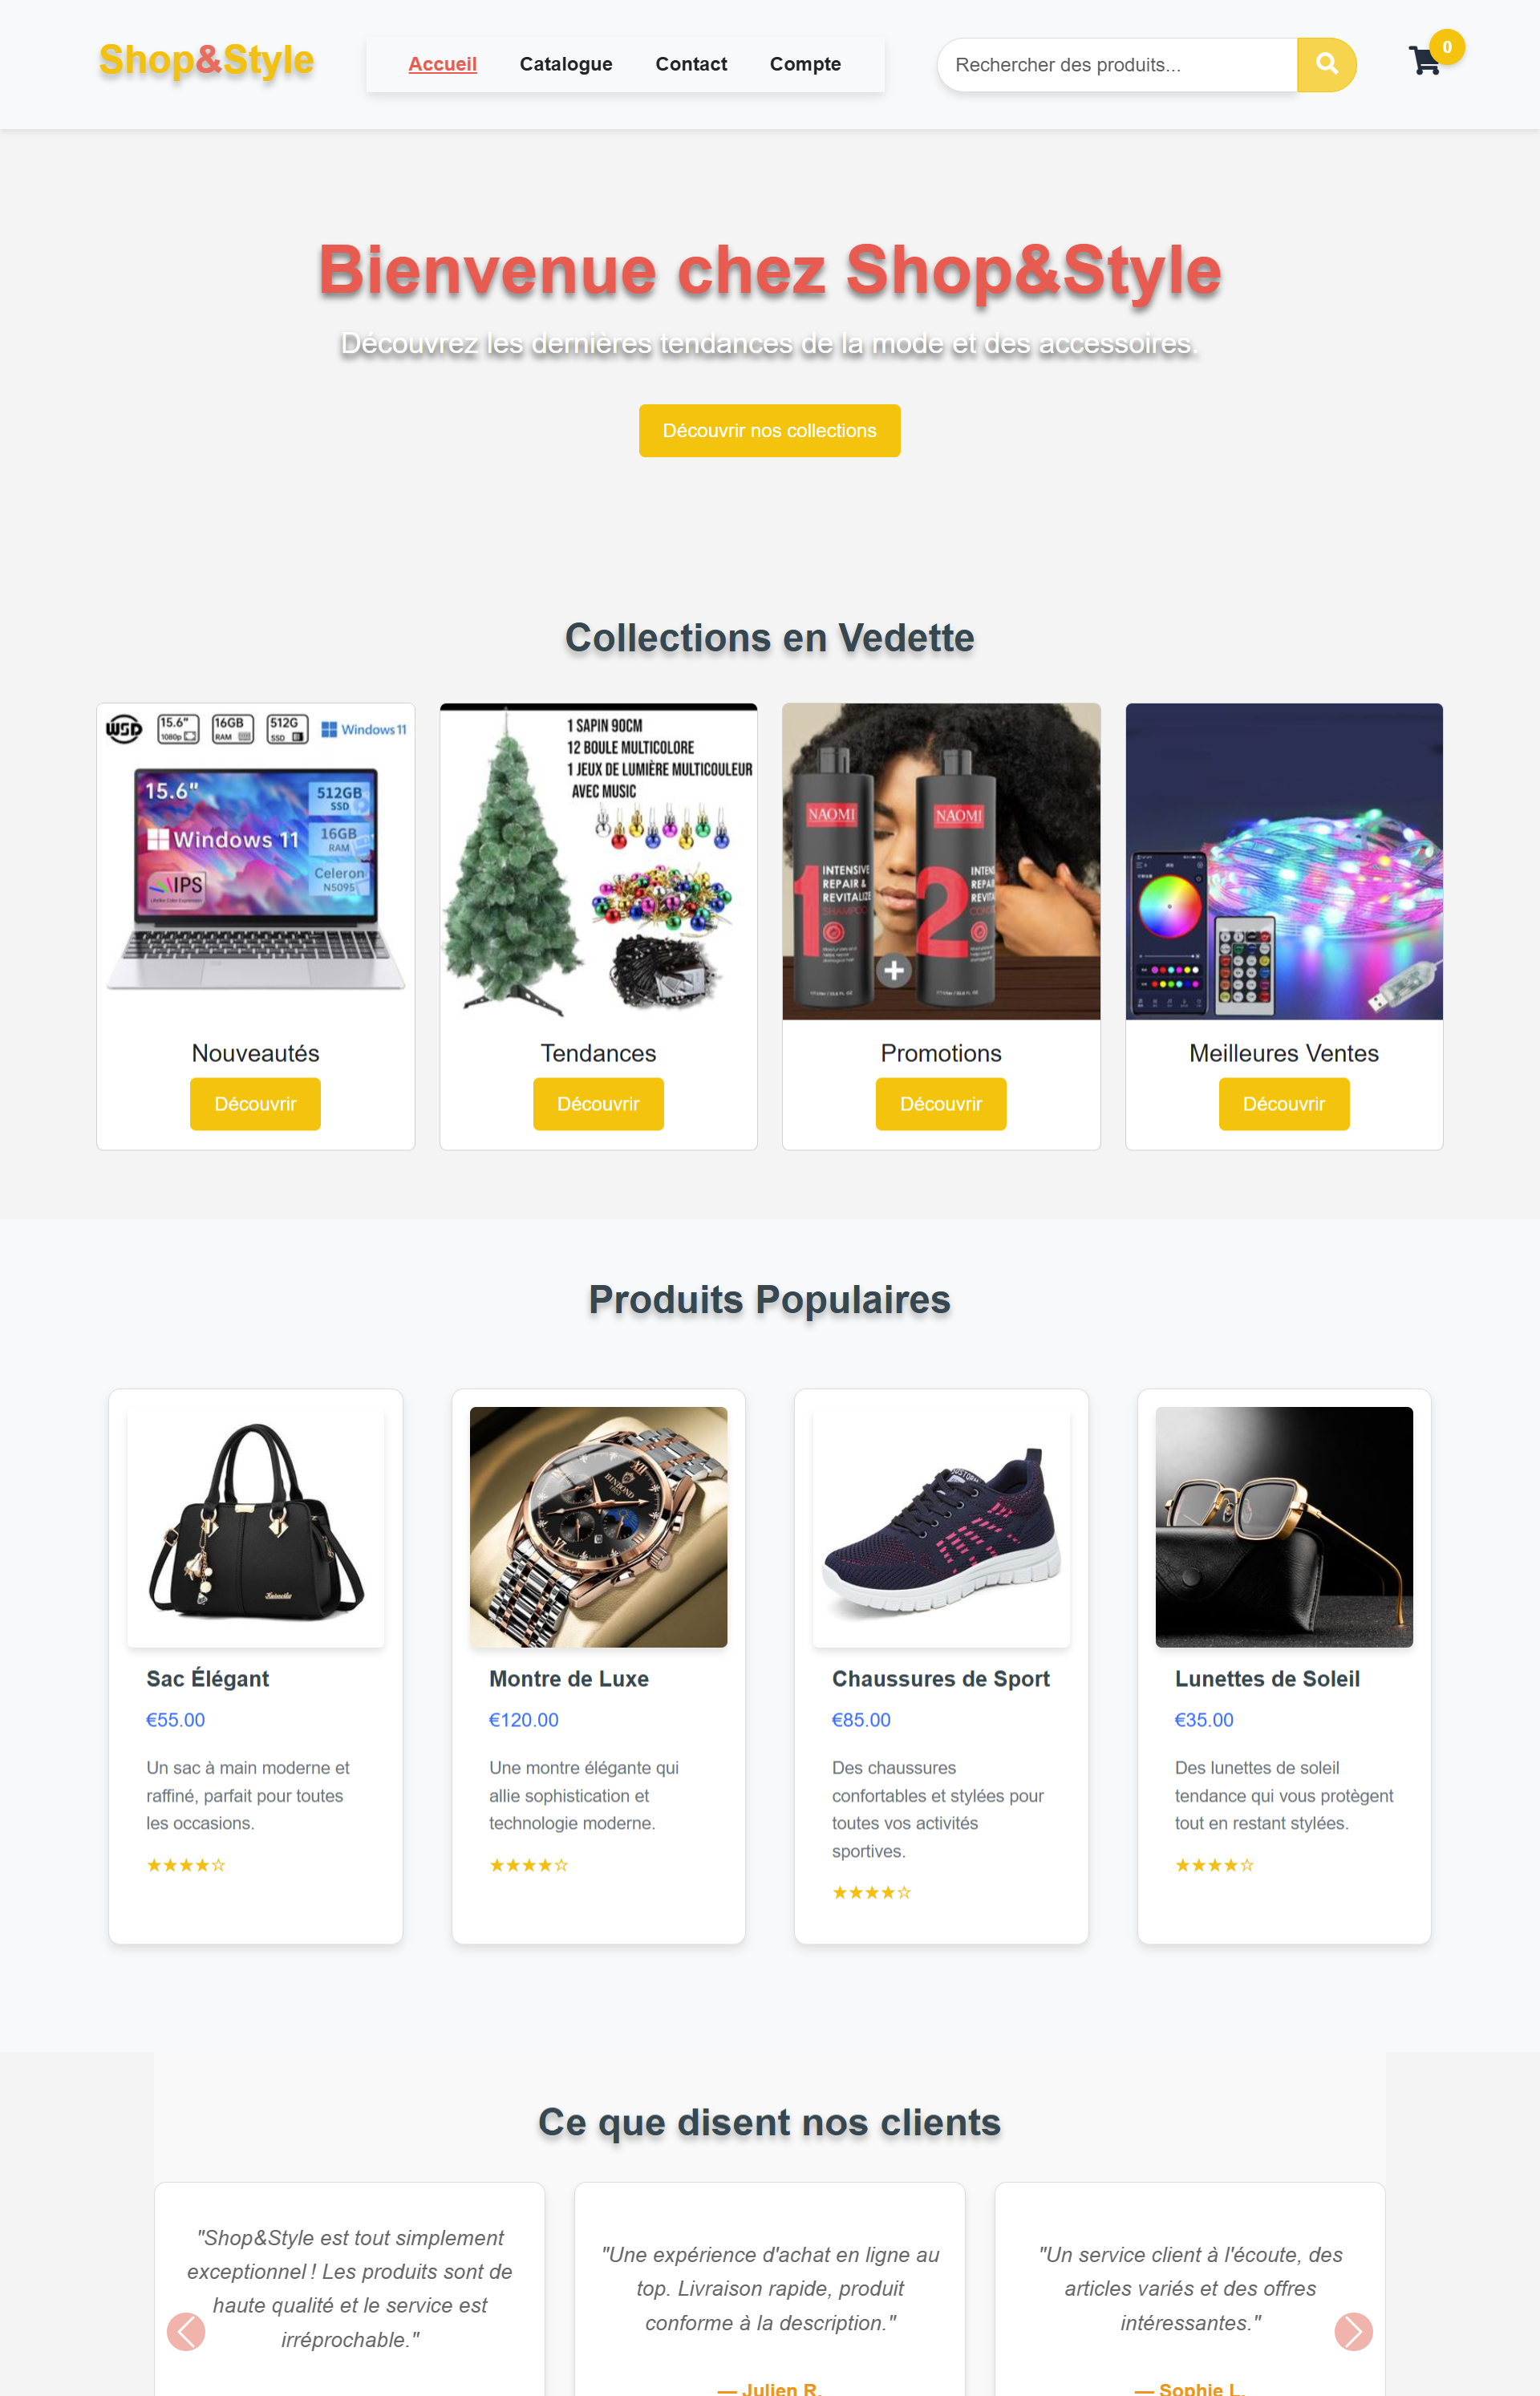 Shop&Style
Accueil
Catalogue
Contact
Compte
Rechercher des produits...
0
Bienvenue chez Shop&Style
Découvrez les dernières tendances de la mode et des accessoires.
Découvrir nos collections
Collections en Vedette
WSD
15.6"
1080p
16GB
RAM
512G
SSD
Windows 11
15.6"
Windows 11
IPS
512GB
SSD
16GB
RAM
Celeron
N5095
1 SAPIN 90CM
12 BOULE MULTICOLORE
1 JEUX DE LUMIÈRE MULTICOULEUR
AVEC MUSIC
NAOMI
1
INTENSIVE
REPAIR &
REVITALIZE
SHAMPOO
NAOMI
2
Nouveautés
Découvrir
Tendances
Découvrir
Promotions
Découvrir
Meilleures Ventes
Découvrir
Produits Populaires
BINBOND
Sac Élégant
€55.00
Un sac à main moderne et
raffiné, parfait pour toutes
les occasions.
★★★★☆
Montre de Luxe
€120.00
Une montre élégante qui
allie sophistication et
technologie moderne.
★★★★☆
Chaussures de Sport
€85.00
Des chaussures
confortables et stylées pour
toutes vos activités
sportives.
★★★★☆
Lunettes de Soleil
€35.00
Des lunettes de soleil
tendance qui vous protègent
tout en restant stylées.
★★★★☆
Ce que disent nos clients
"Shop&Style est tout simplement
exceptionnel ! Les produits sont de
haute qualité et le service est
irréprochable."
"Une expérience d'achat en ligne au
top. Livraison rapide, produit
conforme à la description."
— Julien R.
"Un service client à l'écoute, des
articles variés et des offres
intéressantes."
— Sophie L.